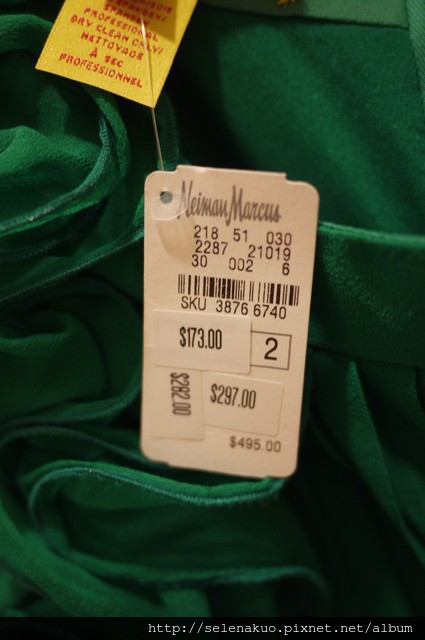 PROFESSIONAL
DRY CLEAN ONLY/
NETTOYAGE
À SEC
PROFESSIONNEL
Neiman Marcus
218 51 030
2287 21019
30 002 6
SKU 3876 6740
$173.00
2
$282.00
$297.00
$495.00
http://selenakuo.pixnet.net/album